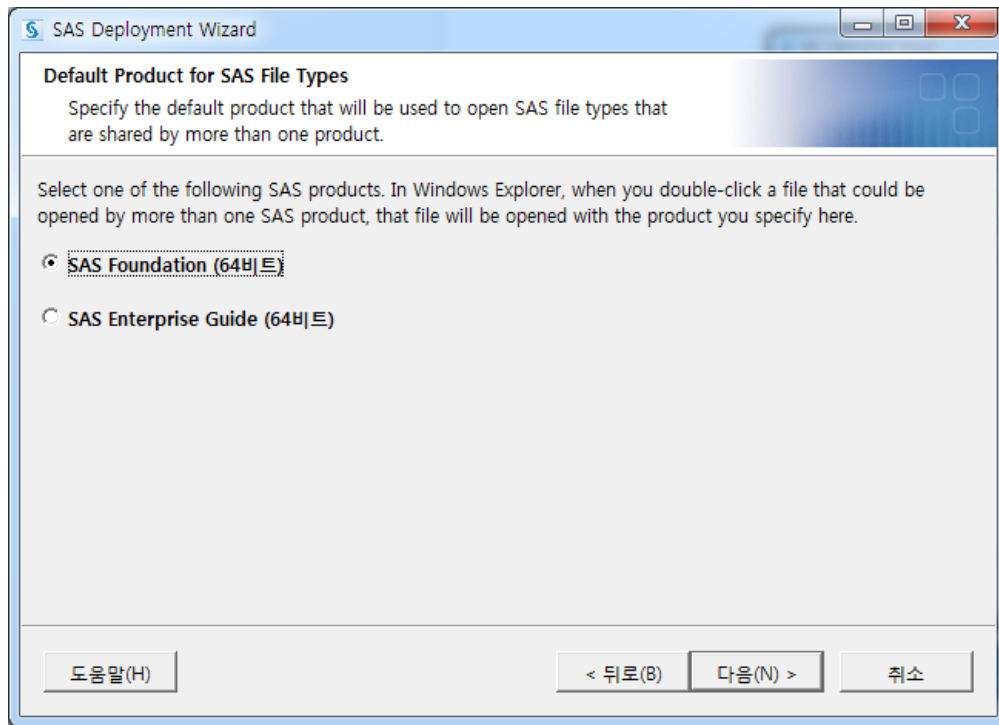 SAS Deployment Wizard
Default Product for SAS File Types
Specify the default product that will be used to open SAS file types that
are shared by more than one product.
Select one of the following SAS products. In Windows Explorer, when you double-click a file that could be
opened by more than one SAS product, that file will be opened with the product you specify here.
SAS Foundation (64비트)
SAS Enterprise Guide (64비트)
도움말(H)
< 뒤로(B)
다음(N) >
취소